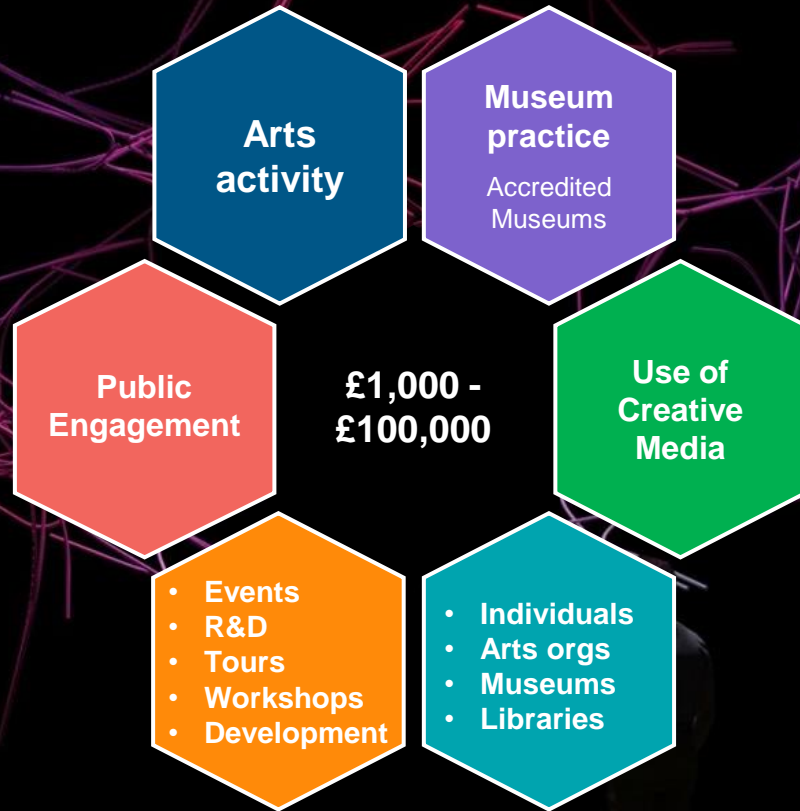 Arts
activity
Museum
practice
Accredited
Museums
Public
Engagement
£1,000 -
£100,000
Use of
Creative
Media
• Events
• R&D
• Tours
• Workshops
• Development
• Individuals
• Arts orgs
• Museums
• Libraries